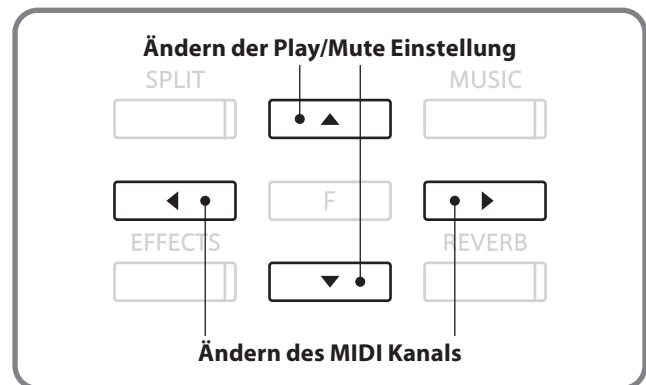 Ändern der Play/Mute Einstellung
SPLIT
MUSIC
F
EFFECTS
REVERB
Ändern des MIDI Kanals